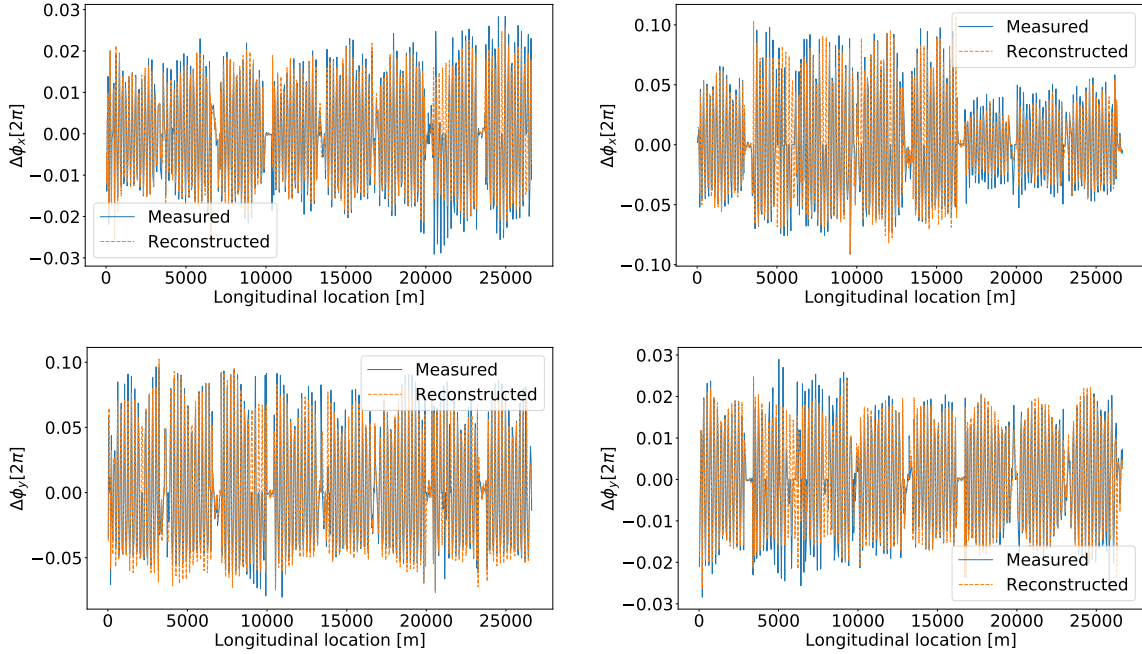 0.03
0.02
0.01
0.00
−0.01
−0.02
−0.03
Δϕx[2π]
Measured
Reconstructed
0 5000 10000 15000 20000 25000
Longitudinal location [m]
0.10
0.05
0.00
−0.05
−0.10
Δϕx[2π]
Measured
Reconstructed
0 5000 10000 15000 20000 25000
Longitudinal location [m]
0.10
0.05
0.00
−0.05
Δϕy[2π]
Measured
Reconstructed
0 5000 10000 15000 20000 25000
Longitudinal location [m]
0.03
0.02
0.01
0.00
−0.01
−0.02
−0.03
Δϕy[2π]
Measured
Reconstructed
0 5000 10000 15000 20000 25000
Longitudinal location [m]